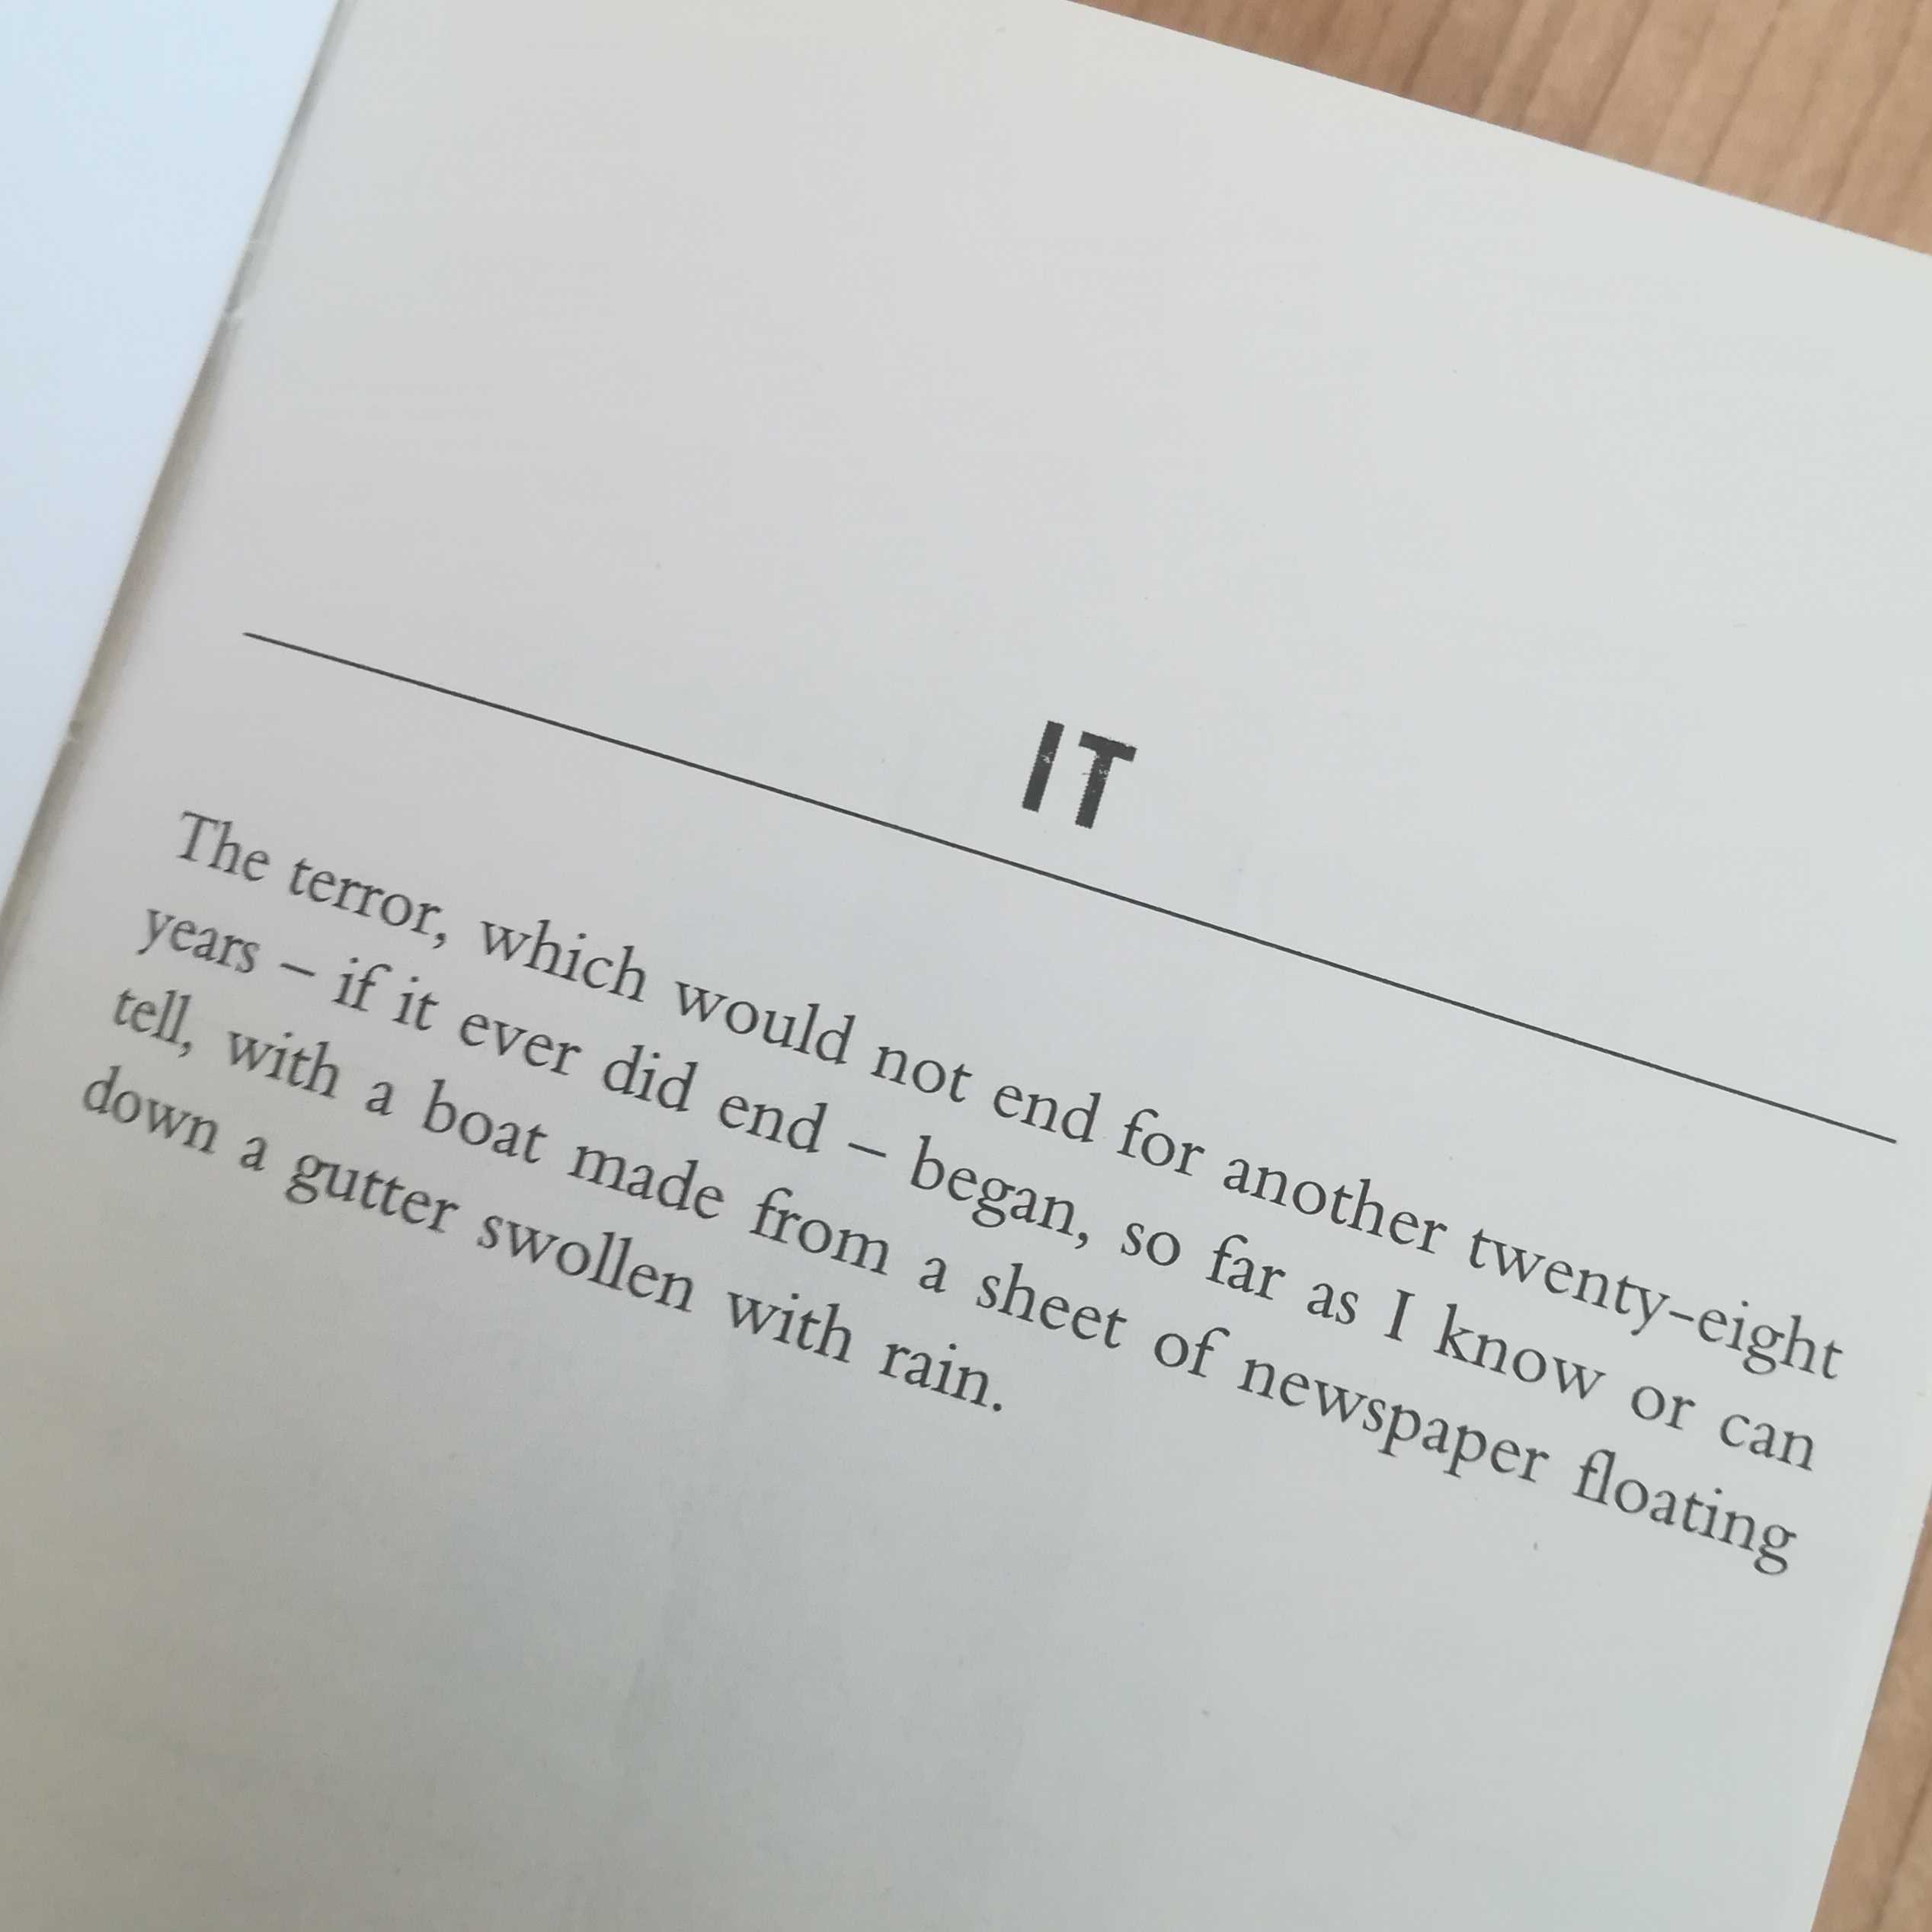 IT
The terror, which would not end for another twenty-eight
years – if it ever did end – began, so far as I know or can
tell, with a boat made from a sheet of newspaper floating
down a gutter swollen with rain.